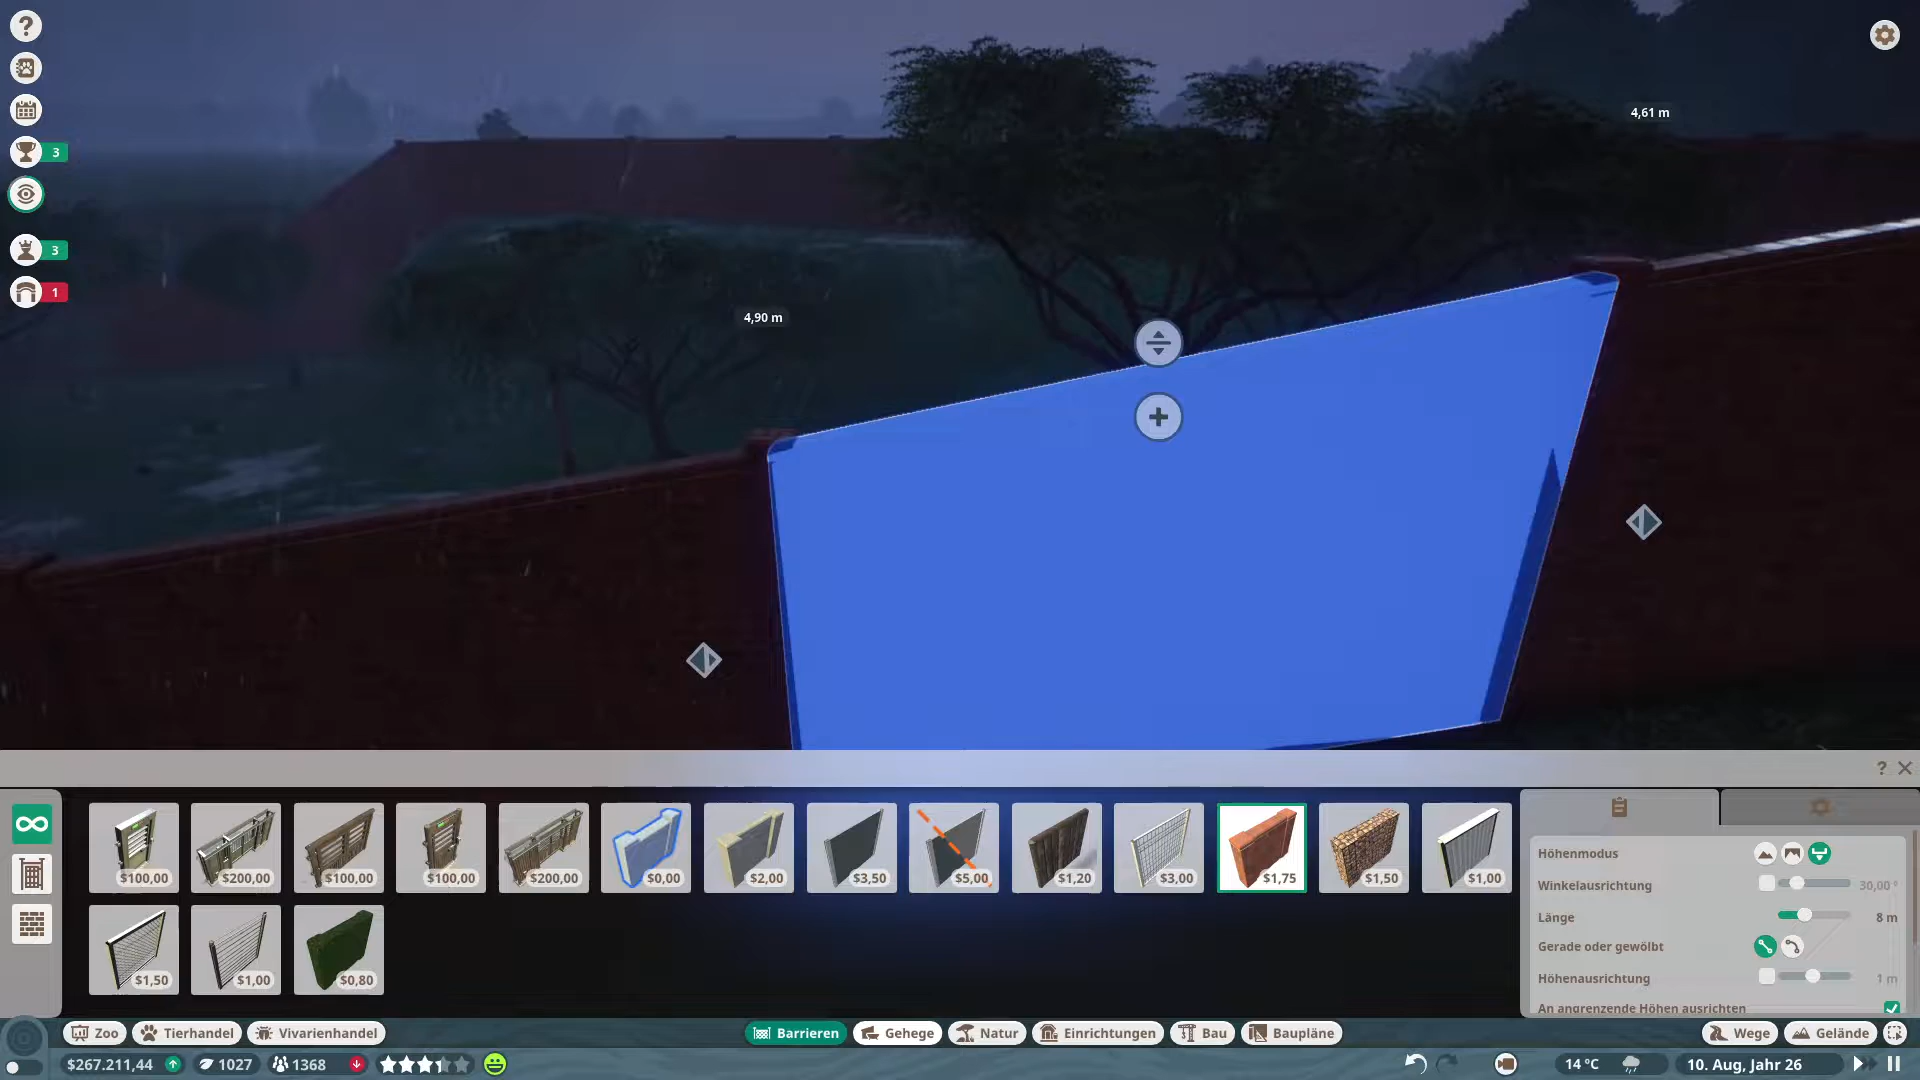 ?
3
3
1
4,61 m
4,90 m
?
$100,00
$200,00
$100,00
$100,00
$200,00
$0,00
$2,00
$3,50
$5,00
$1,20
$3,00
$1,75
$1,50
$1,00
$1,50
$1,00
$0,80
Höhenmodus
Winkelausrichtung 30,00 °
Länge 8 m
Gerade oder gewölbt
Höhenausrichtung 1 m
An angrenzende Höhen ausrichten
Zoo Tierhandel Vivarienhandel Barrieren Gehege Natur Einrichtungen Bau Baupläne Wege Gelände
$267.211,44 1027 1368 14 °C 10. Aug, Jahr 26